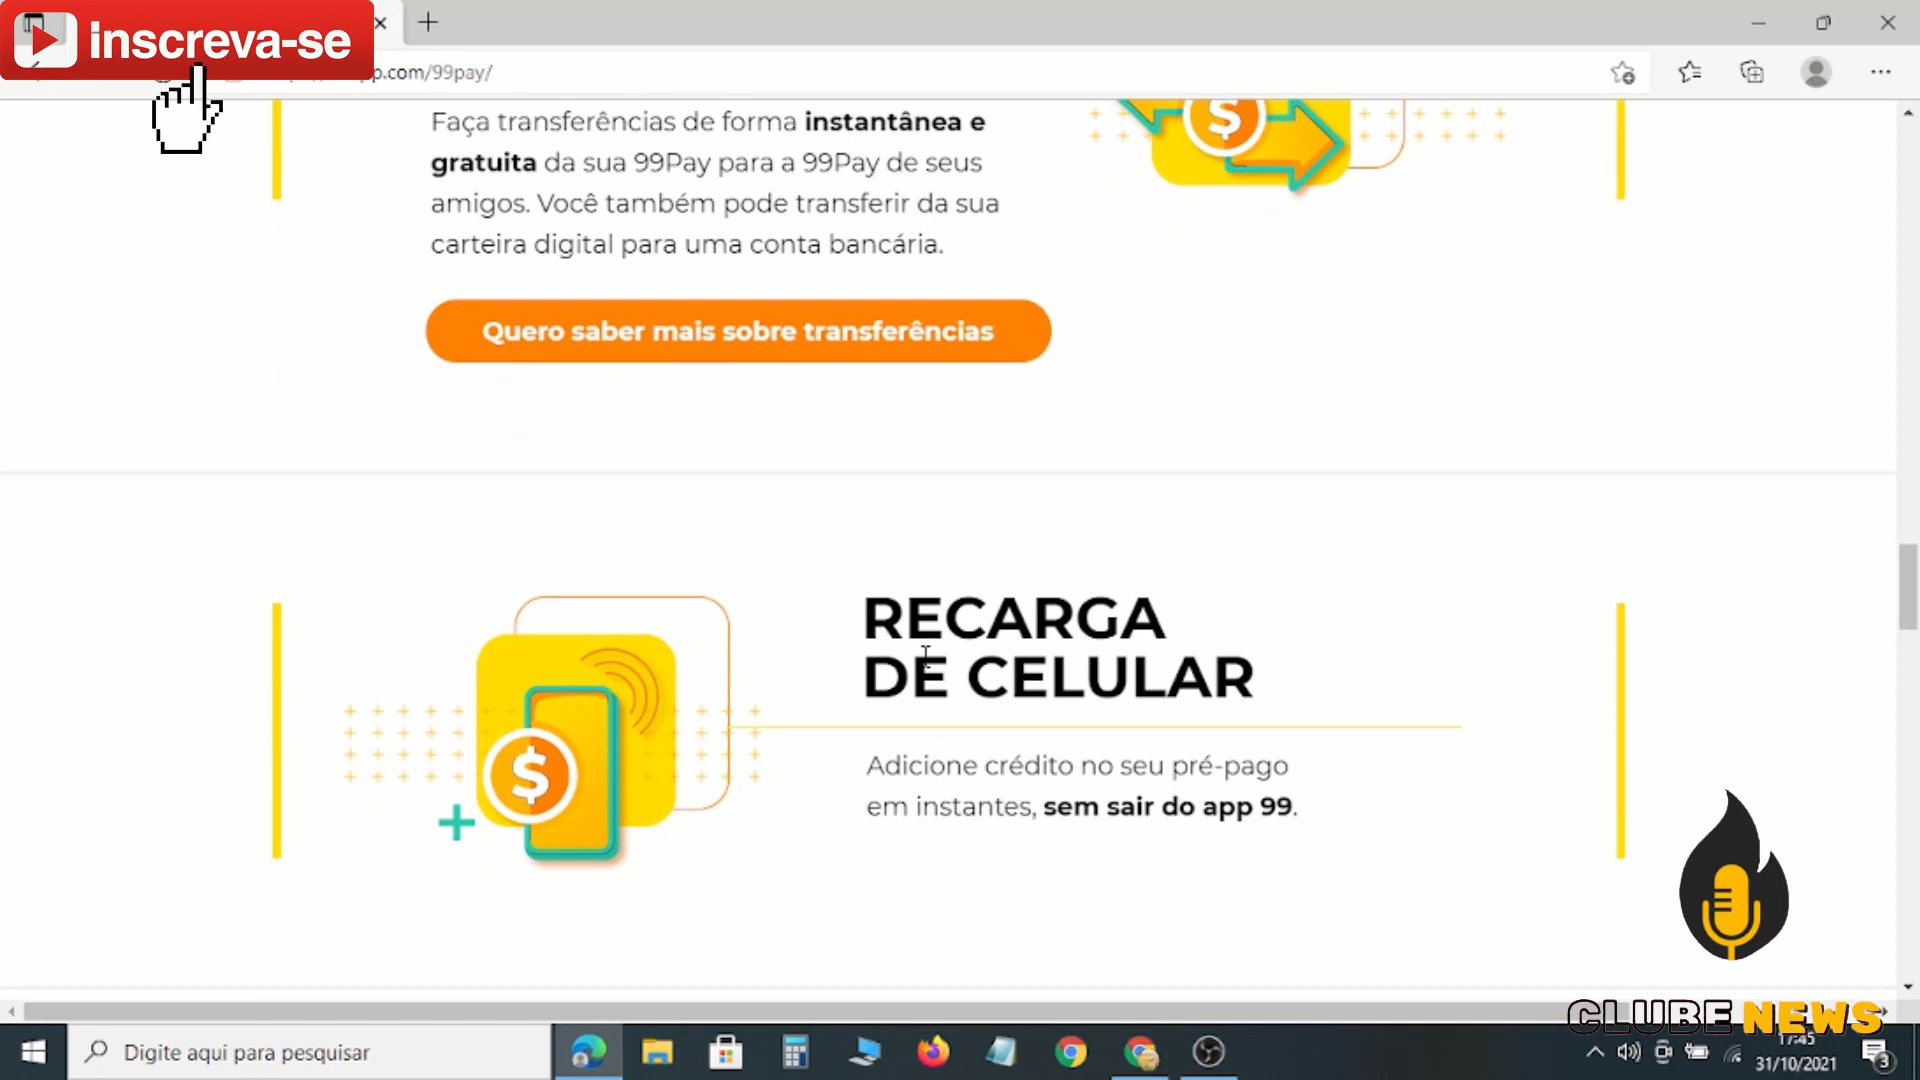 inscreva-se
p.com/99pay/
Faça transferências de forma instantânea e
gratuita da sua 99Pay para a 99Pay de seus
amigos. Você também pode transferir da sua
carteira digital para uma conta bancária.
Quero saber mais sobre transferências
RECARGA
DE CELULAR
Adicione crédito no seu pré-pago
em instantes, sem sair do app 99.
CLUBE NEWS
Digite aqui para pesquisar
17:45
31/10/2021
3